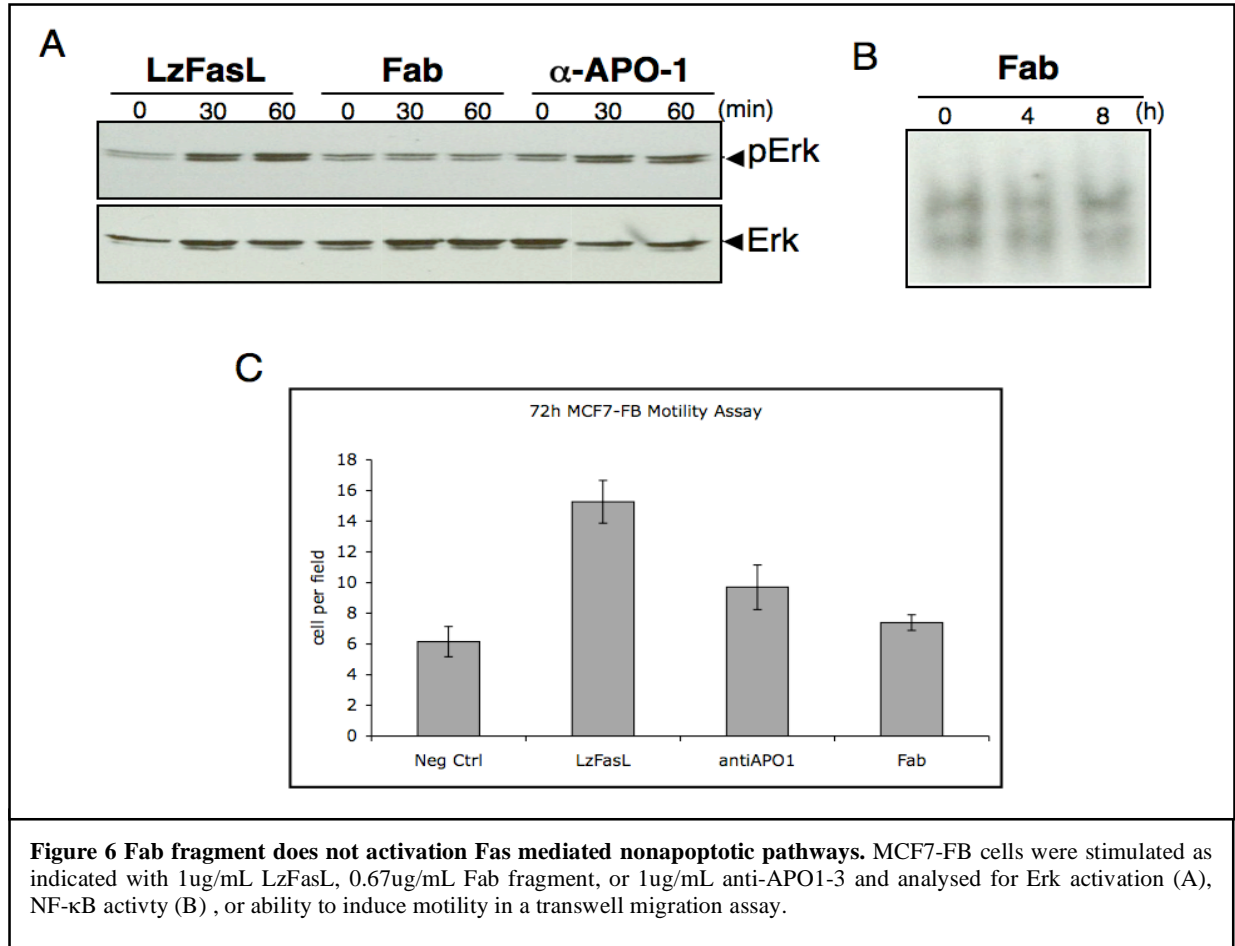 A
LzFasL Fab α-APO-1
0 30 60 0 30 60 0 30 60 (min)
pErk
Erk
B
Fab
0 4 8 (h)
C
72h MCF7-FB Motility Assay
18
16
14
12
10
8
6
4
2
0
cell per field
Neg Ctrl LzFasL antiAPO1 Fab
Figure 6 Fab fragment does not activation Fas mediated nonapoptotic pathways. MCF7-FB cells were stimulated as
indicated with 1ug/mL LzFasL, 0.67ug/mL Fab fragment, or 1ug/mL anti-APO1-3 and analysed for Erk activation (A),
NF-κB activty (B) , or ability to induce motility in a transwell migration assay.